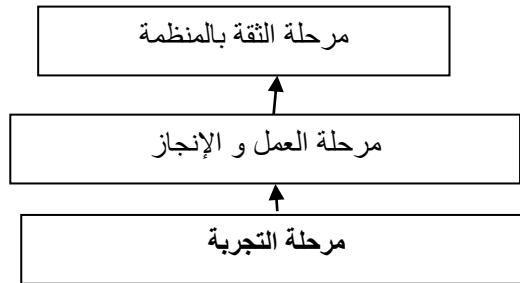 مرحلة الثقة بالمنظمة
مرحلة العمل و الإنجاز
مرحلة التجربة